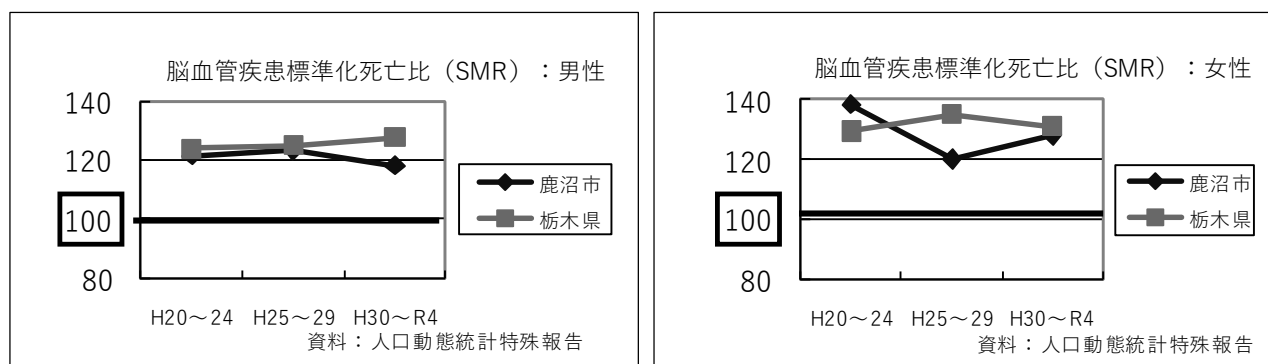 脳血管疾患標準化死亡比（SMR）：男性
140
120
100
80
H20～24 H25～29 H30～R4
鹿沼市
栃木県
資料：人口動態統計特殊報告
脳血管疾患標準化死亡比（SMR）：女性
140
120
100
80
H20～24 H25～29 H30～R4
鹿沼市
栃木県
資料：人口動態統計特殊報告